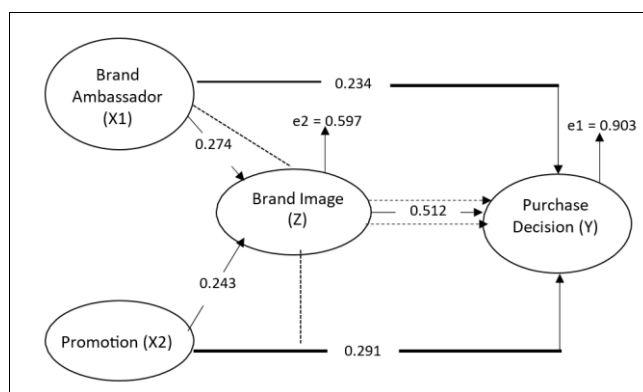 Brand
Ambassador
(X1)
0.234
e2 = 0.597
e1 = 0.903
0.274
Brand Image
(Z)
0.512
Purchase
Decision (Y)
0.243
Promotion (X2)
0.291